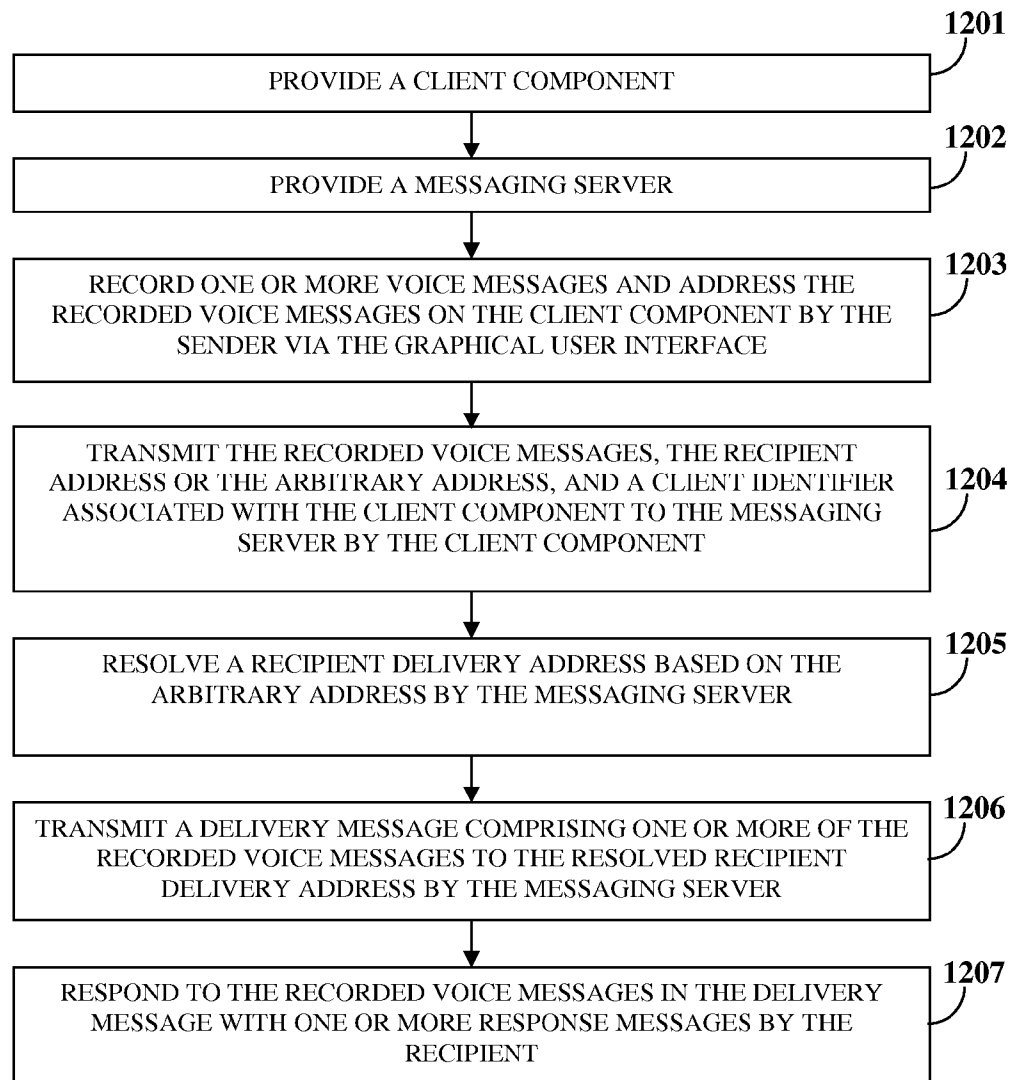 1201
PROVIDE A CLIENT COMPONENT
1202
PROVIDE A MESSAGING SERVER
1203
RECORD ONE OR MORE VOICE MESSAGES AND ADDRESS THE
RECORDED VOICE MESSAGES ON THE CLIENT COMPONENT BY THE
SENDER VIA THE GRAPHICAL USER INTERFACE
1204
TRANSMIT THE RECORDED VOICE MESSAGES, THE RECIPIENT
ADDRESS OR THE ARBITRARY ADDRESS, AND A CLIENT IDENTIFIER
ASSOCIATED WITH THE CLIENT COMPONENT TO THE MESSAGING
SERVER BY THE CLIENT COMPONENT
1205
RESOLVE A RECIPIENT DELIVERY ADDRESS BASED ON THE
ARBITRARY ADDRESS BY THE MESSAGING SERVER
1206
TRANSMIT A DELIVERY MESSAGE COMPRISING ONE OR MORE OF THE
RECORDED VOICE MESSAGES TO THE RESOLVED RECIPIENT
DELIVERY ADDRESS BY THE MESSAGING SERVER
1207
RESPOND TO THE RECORDED VOICE MESSAGES IN THE DELIVERY
MESSAGE WITH ONE OR MORE RESPONSE MESSAGES BY THE
RECIPIENT